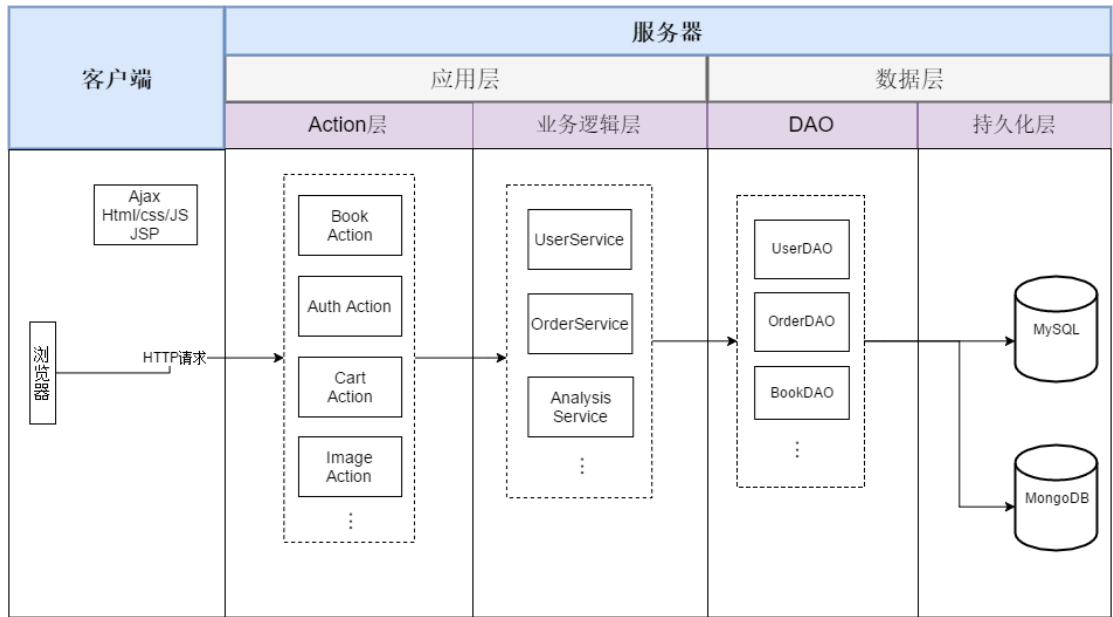 客户端
服务器
应用层
数据层
Action层
业务逻辑层
DAO
持久化层
Ajax
Html/css/JS
JSP
浏览器
HTTP请求
Book
Action
Auth Action
Cart
Action
Image
Action
⋮
UserService
OrderService
Analysis
Service
⋮
UserDAO
OrderDAO
BookDAO
⋮
MySQL
MongoDB